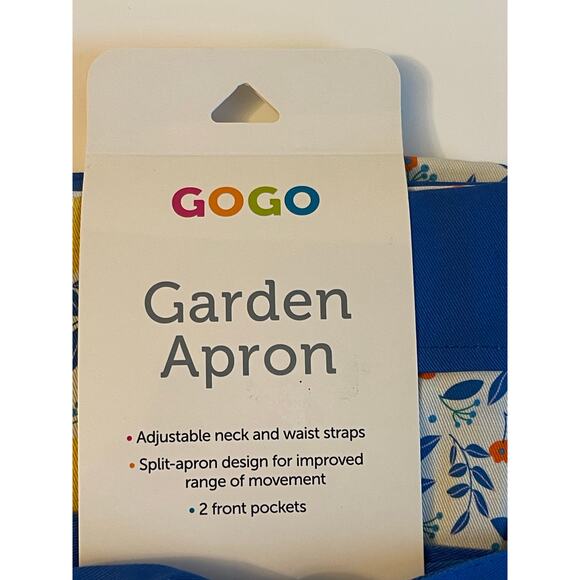 GOGO
Garden
Apron
• Adjustable neck and waist straps
• Split-apron design for improved
range of movement
• 2 front pockets